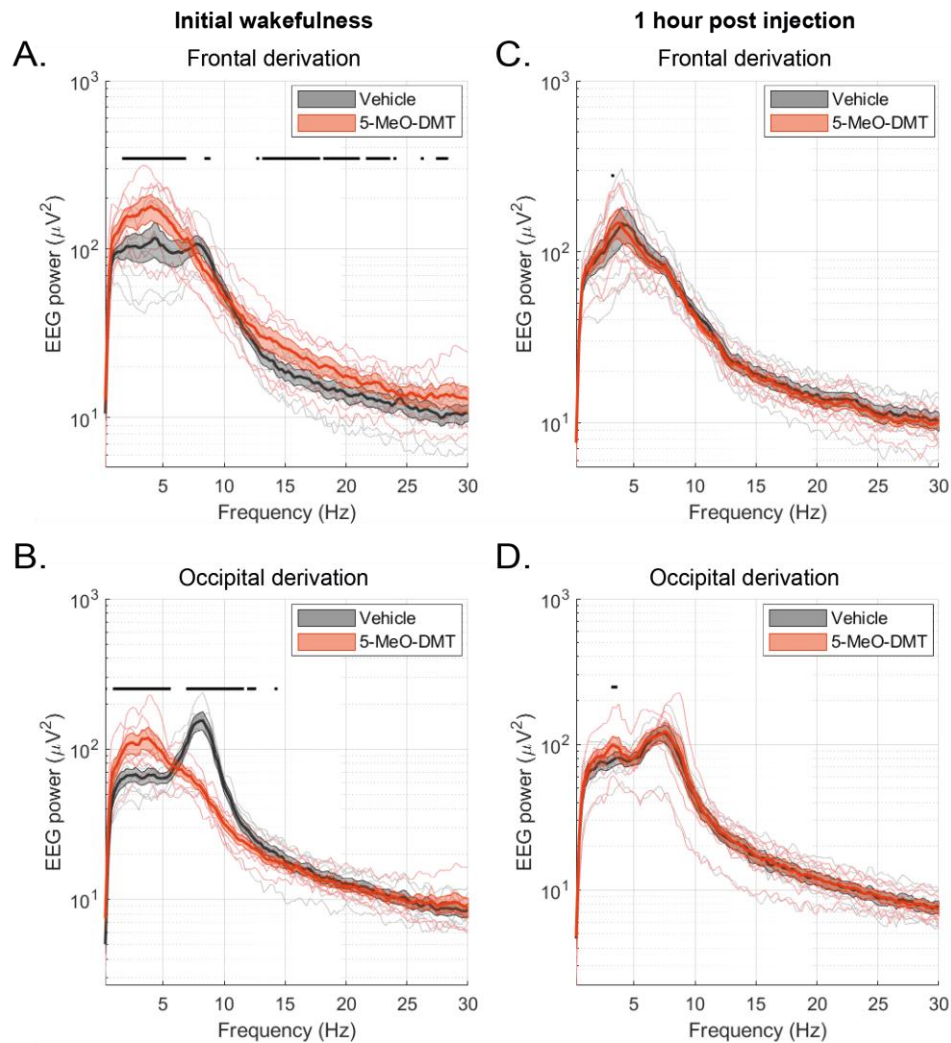 Initial wakefulness
1 hour post injection
A.
Frontal derivation
10³
10²
10¹
EEG power (μV²)
Vehicle
5-MeO-DMT
5 10 15 20 25 30
Frequency (Hz)
C.
Frontal derivation
10³
10²
10¹
EEG power (μV²)
Vehicle
5-MeO-DMT
5 10 15 20 25 30
Frequency (Hz)
B.
Occipital derivation
10³
10²
10¹
EEG power (μV²)
Vehicle
5-MeO-DMT
5 10 15 20 25 30
Frequency (Hz)
D.
Occipital derivation
10³
10²
10¹
EEG power (μV²)
Vehicle
5-MeO-DMT
5 10 15 20 25 30
Frequency (Hz)